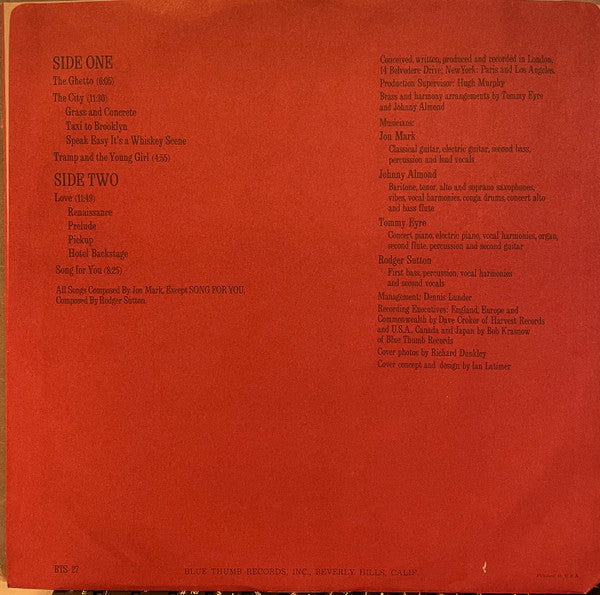 SIDE ONE
The Ghetto (6:05)
The City (11:30)
Grass and Concrete
Taxi to Brooklyn
Speak Easy It's a Whiskey Scene
Tramp and the Young Girl (4:55)
SIDE TWO
Love (11:49)
Renaissance
Prelude
Pickup
Hotel Backstage
Song for You (8:25)
All Songs Composed By Jon Mark, Except SONG FOR YOU,
Composed By Rodger Sutton.
Conceived, written, produced and recorded in London,
14 Belvedere Drive, New York, Paris and Los Angeles.
Production Supervisor: Hugh Murphy
Brass and harmony arrangements by Tommy Eyre
and Johnny Almond
Musicians:
Jon Mark
Classical guitar, electric guitar, second bass,
percussion and lead vocals
Johnny Almond
Baritone, tenor, alto and soprano saxophones,
vibes, vocal harmonies, conga drums, concert alto
and bass flute
Tommy Eyre
Concert piano, electric piano, vocal harmonies, organ,
second flute, percussion and second guitar
Rodger Sutton
First bass, percussion, vocal harmonies
and second vocals
Management: Dennis Lunder
Recording Executives: England, Europe and
Commonwealth by Dave Croker of Harvest Records
and U.S.A., Canada and Japan by Bob Krasnow
of Blue Thumb Records
Cover photos by Richard Dunkley
Cover concept and design by Ian Latimer
BTS-27
BLUE THUMB RECORDS, INC., BEVERLY HILLS, CALIF.
Printed in U.S.A.